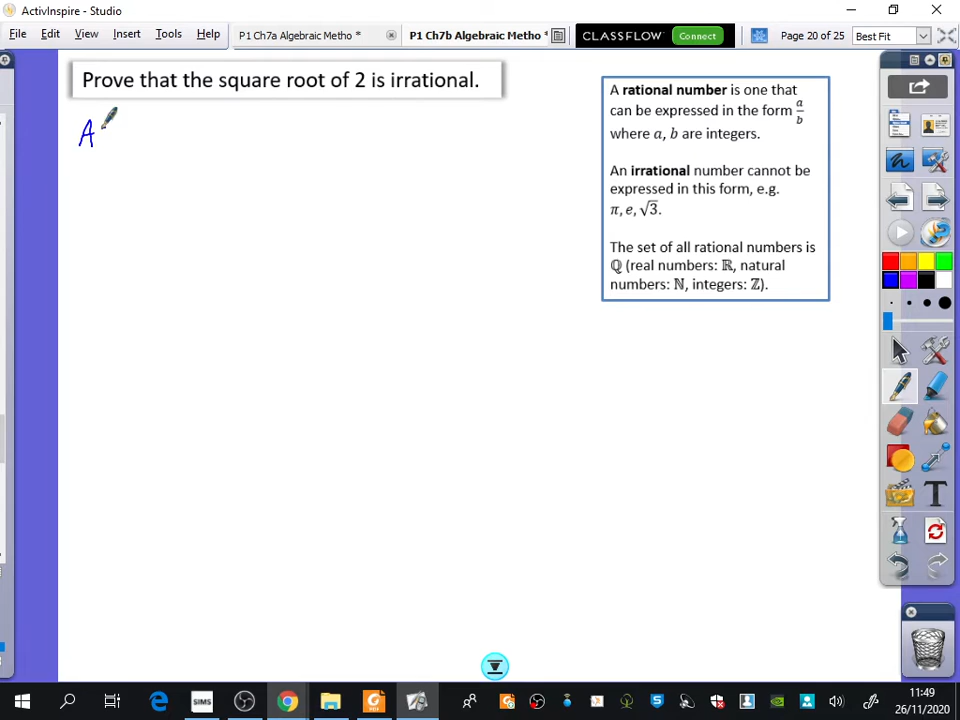 ActivInspire - Studio
File Edit View Insert Tools Help
P1 Ch7a Algebraic Metho *
P1 Ch7b Algebraic Metho *
CLASSFLOW Connect
Page 20 of 25
Best Fit
Prove that the square root of 2 is irrational.
A
A rational number is one that
can be expressed in the form a/b
where a, b are integers.
An irrational number cannot be
expressed in this form, e.g.
π, e, √3.
The set of all rational numbers is
ℚ (real numbers: ℝ, natural
numbers: ℕ, integers: ℤ).
T
SIMS
11:49
26/11/2020